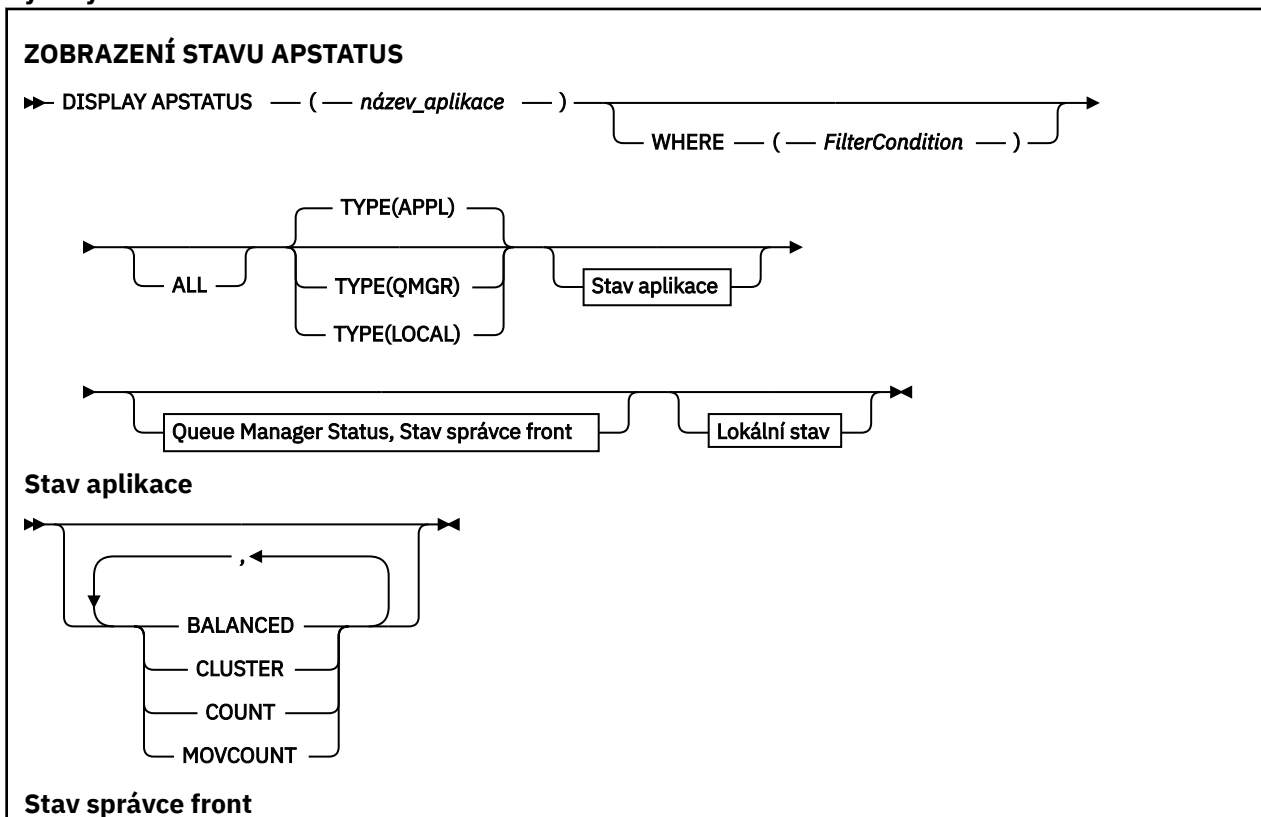 ZOBRAZENÍ STAVU APSTATUS
DISPLAY APSTATUS ( název_aplikace )
WHERE ( FilterCondition )
TYPE(APPL)
ALL TYPE(QMGR) Stav aplikace
TYPE(LOCAL)
Queue Manager Status, Stav správce front Lokální stav
Stav aplikace
,
BALANCED
CLUSTER
COUNT
MOVCOUNT
Stav správce front